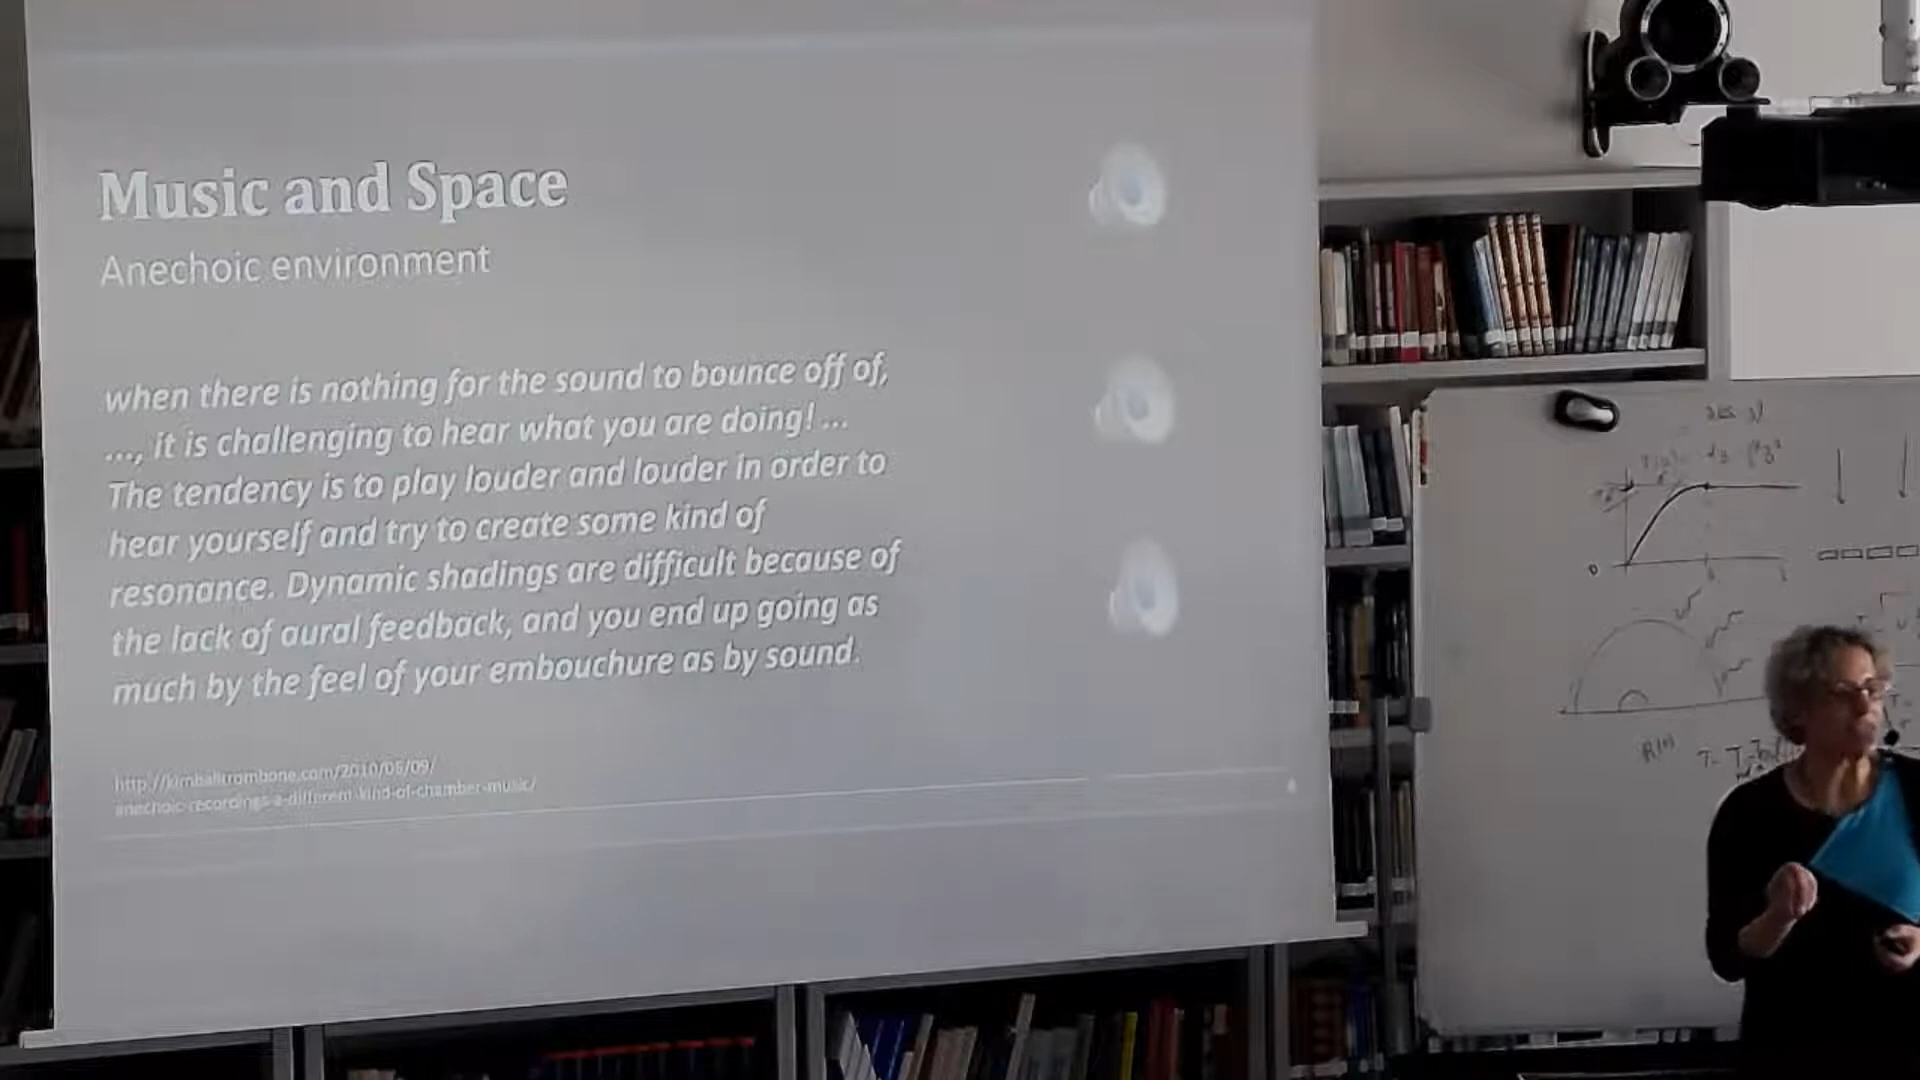 Music and Space
Anechoic environment
when there is nothing for the sound to bounce off of,
..., it is challenging to hear what you are doing! ...
The tendency is to play louder and louder in order to
hear yourself and try to create some kind of
resonance. Dynamic shadings are difficult because of
the lack of aural feedback, and you end up going as
much by the feel of your embouchure as by sound.
http://kimballtrombone.com/2010/05/09/
anechoic-recordings-a-different-kind-of-chamber-music/